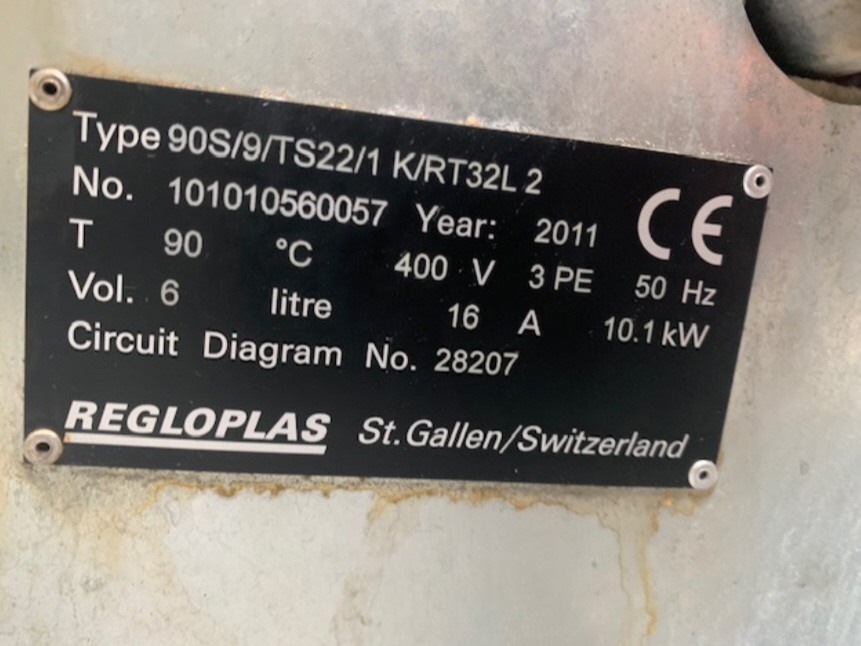 Type 90S/9/TS22/1 K/RT32L 2
No. 101010560057 Year: 2011 CE
T 90 °C 400 V 3 PE 50 Hz
Vol. 6 litre 16 A 10.1 kW
Circuit Diagram No. 28207
REGLOPLAS St. Gallen/Switzerland